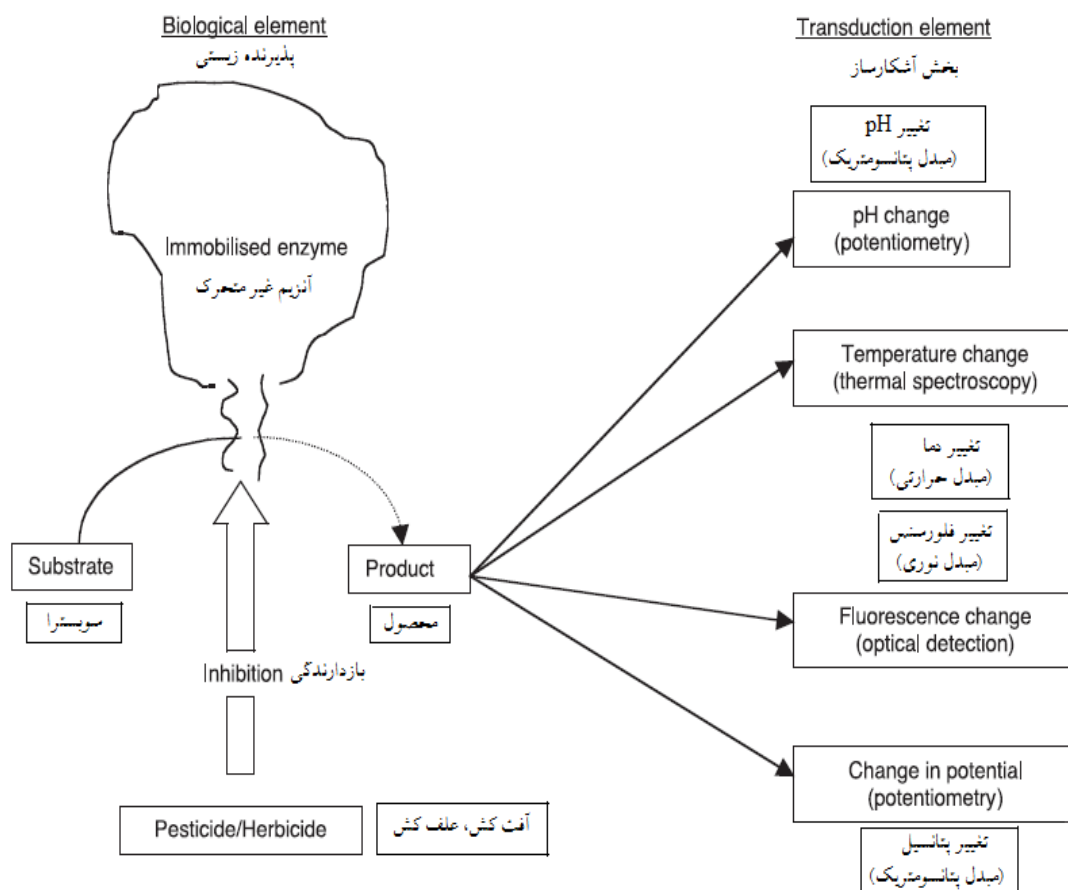 Biological element
پذیرنده زیستی
Immobilised enzyme
آنزیم غیر متحرک
Substrate
سوبسترا
Product
محصول
Inhibition بازدارندگی
Pesticide/Herbicide
آفت کش، علف کش
Transduction element
بخش آشکارساز
تغییر pH
(مبدل پتانسومتریک)
pH change
(potentiometry)
Temperature change
(thermal spectroscopy)
تغییر دما
(مبدل حرارتی)
تغییر فلورسنس
(مبدل نوری)
Fluorescence change
(optical detection)
Change in potential
(potentiometry)
تغییر پتانسیل
(مبدل پتانسومتریک)